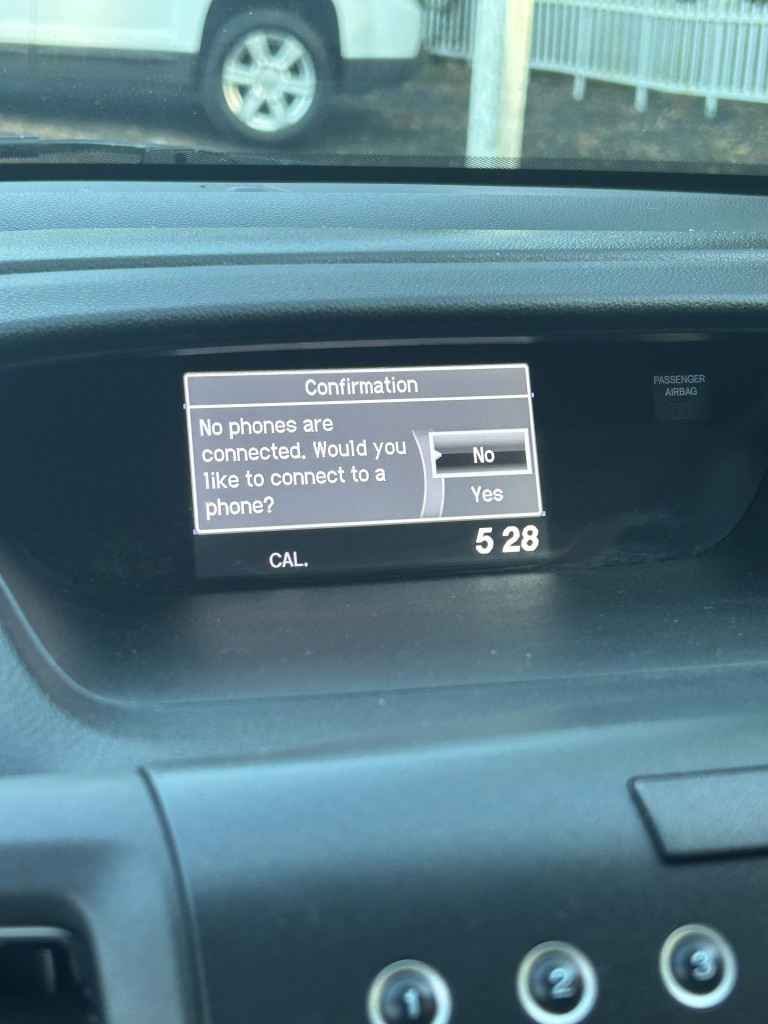 Confirmation
No phones are
connected. Would you
like to connect to a
phone?
No
Yes
CAL.
5 28
PASSENGER
AIRBAG
1
2
3